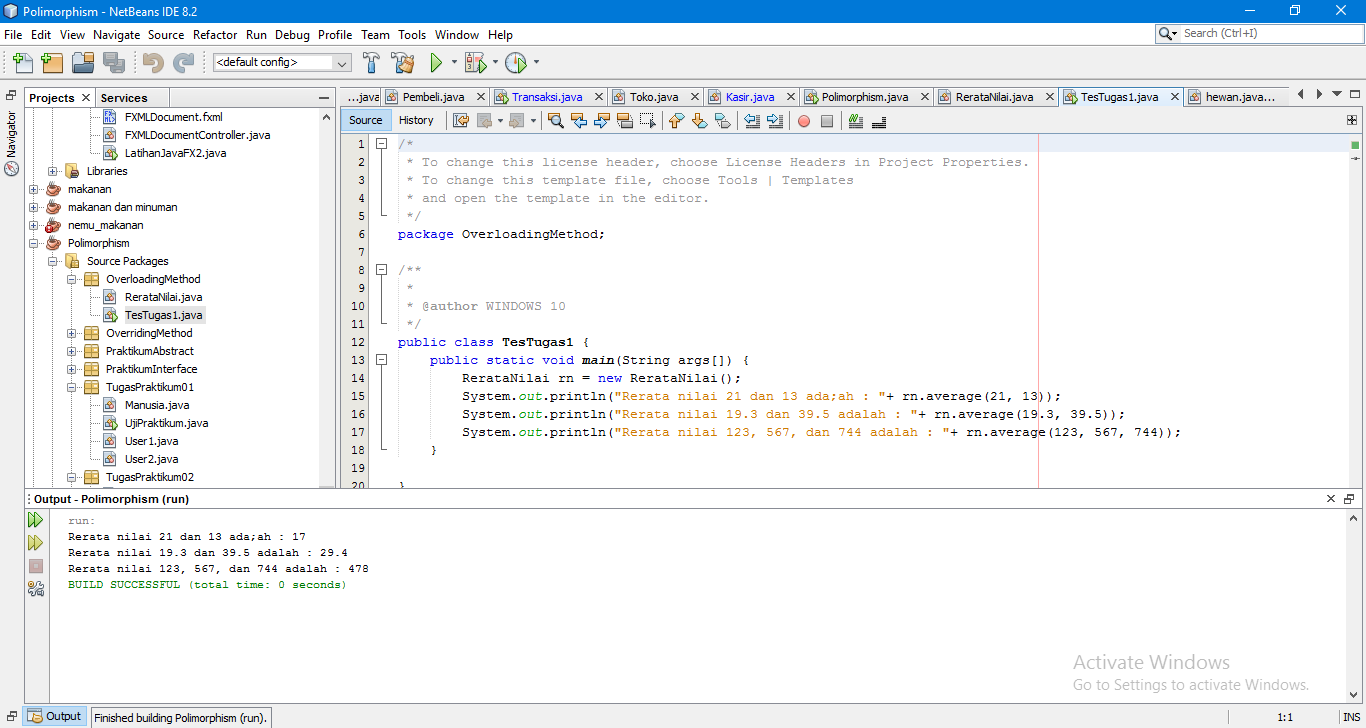 Polimorphism - NetBeans IDE 8.2
File Edit View Navigate Source Refactor Run Debug Profile Team Tools Window Help
Search (Ctrl+I)
<default config>
Navigator
Projects Services
FXMLDocument.fxml
FXMLDocumentController.java
LatihanJavaFX2.java
Libraries
makanan
makanan dan minuman
nemu_makanan
Polimorphism
Source Packages
OverloadingMethod
RerataNilai.java
TesTugas1.java
OverridingMethod
PraktikumAbstract
PraktikumInterface
TugasPraktikum01
Manusia.java
UjiPraktikum.java
User1.java
User2.java
TugasPraktikum02
...java Pembeli.java Transaksi.java Toko.java Kasir.java Polimorphism.java RerataNilai.java TesTugas1.java hewan.java...
Source History
1 /*
2 * To change this license header, choose License Headers in Project Properties.
3 * To change this template file, choose Tools | Templates
4 * and open the template in the editor.
5 */
6 package OverloadingMethod;
7
8 /**
9 *
10 * @author WINDOWS 10
11 */
12 public class TesTugas1 {
13 public static void main(String args[]) {
14 RerataNilai rn = new RerataNilai();
15 System.out.println("Rerata nilai 21 dan 13 ada;ah : "+ rn.average(21, 13));
16 System.out.println("Rerata nilai 19.3 dan 39.5 adalah : "+ rn.average(19.3, 39.5));
17 System.out.println("Rerata nilai 123, 567, dan 744 adalah : "+ rn.average(123, 567, 744));
18 }
19
20 }
Output - Polimorphism (run)
run:
Rerata nilai 21 dan 13 ada;ah : 17
Rerata nilai 19.3 dan 39.5 adalah : 29.4
Rerata nilai 123, 567, dan 744 adalah : 478
BUILD SUCCESSFUL (total time: 0 seconds)
Activate Windows
Go to Settings to activate Windows.
Output Finished building Polimorphism (run). 1:1 INS